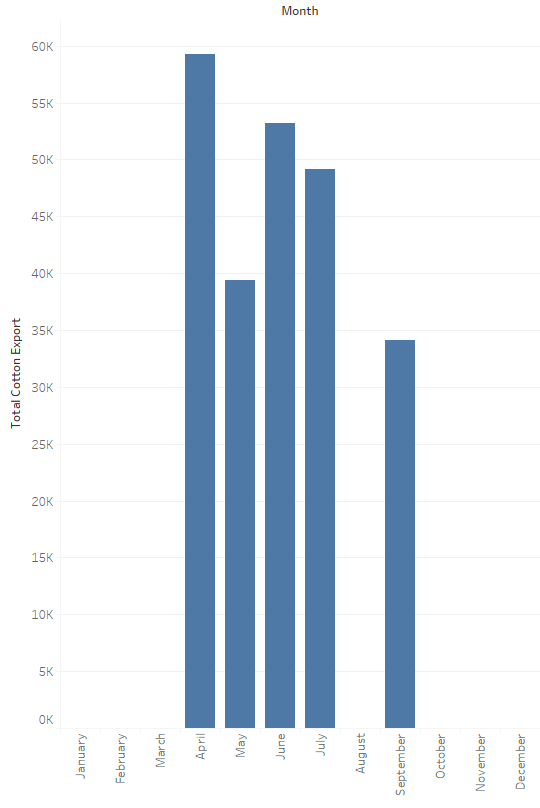 Month
60K
55K
50K
45K
40K
35K
30K
25K
20K
15K
10K
5K
0K
Total Cotton Export
January
February
March
April
May
June
July
August
September
October
November
December